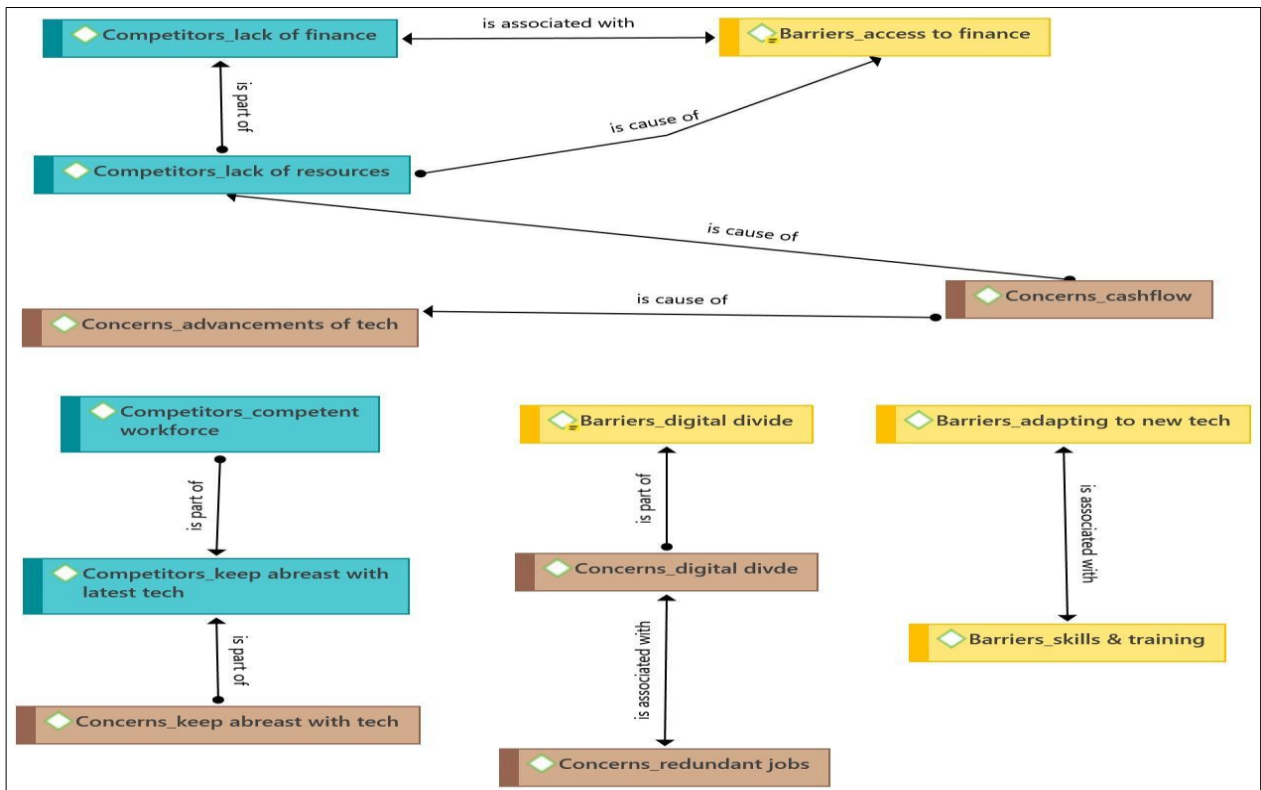 Competitors_lack of finance
is associated with
Barriers_access to finance
is part of
is cause of
Competitors_lack of resources
is cause of
Concerns_cashflow
is cause of
Concerns_advancements of tech
Competitors_competent
workforce
Barriers_digital divide
Barriers_adapting to new tech
is part of
is part of
is associated with
Competitors_keep abreast with
latest tech
Concerns_digital divde
is part of
is associated with
Barriers_skills & training
Concerns_keep abreast with tech
Concerns_redundant jobs